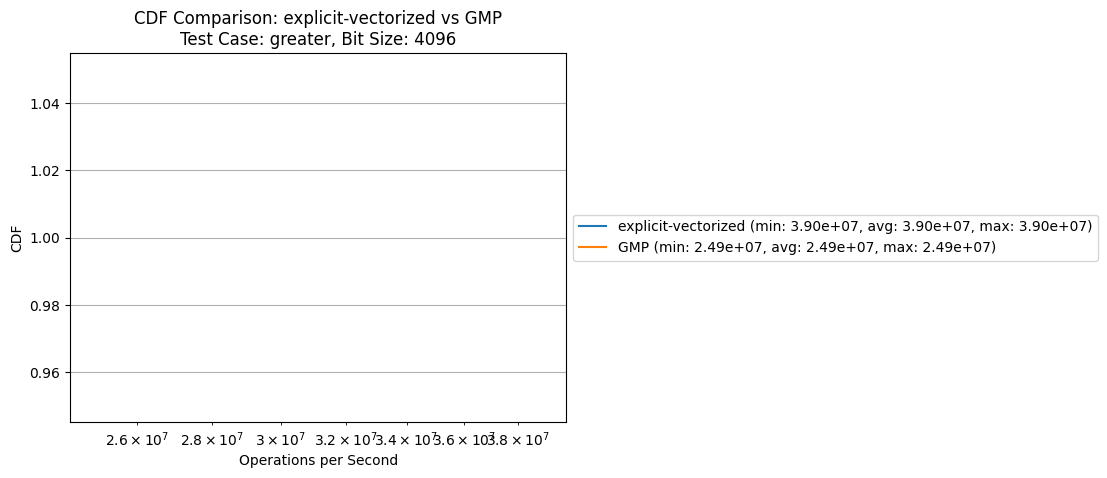 CDF Comparison: explicit-vectorized vs GMP
Test Case: greater, Bit Size: 4096
1.04
1.02
1.00
0.98
0.96
CDF
explicit-vectorized (min: 3.90e+07, avg: 3.90e+07, max: 3.90e+07)
GMP (min: 2.49e+07, avg: 2.49e+07, max: 2.49e+07)
2.6 × 10⁷ 2.8 × 10⁷ 3 × 10⁷ 3.2 × 10⁷ 3.4 × 10⁷ 3.6 × 10⁷ 3.8 × 10⁷
Operations per Second